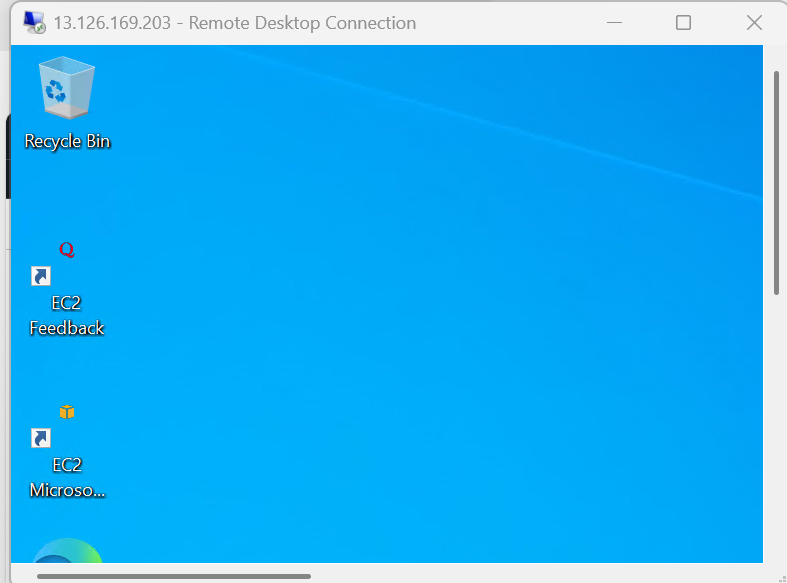 13.126.169.203 - Remote Desktop Connection
Recycle Bin
EC2
Feedback
EC2
Microso...